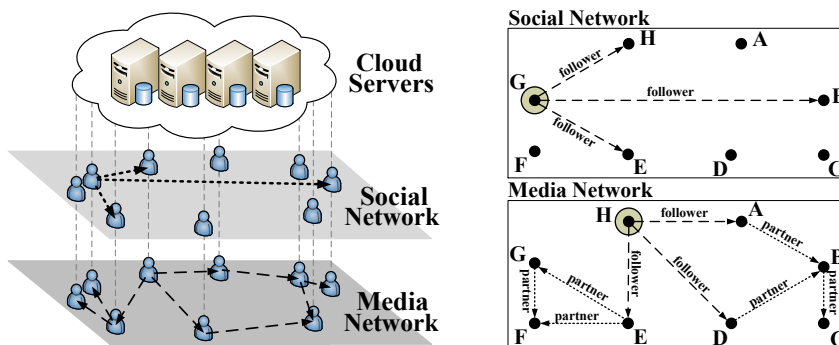 Cloud
Servers
Social
Network
Media
Network
Social Network
H
A
G
follower
follower
follower
F
E
D
Media Network
H
follower
A
G
follower
follower
partner
partner
partner
partner
partner
partner
F
E
D